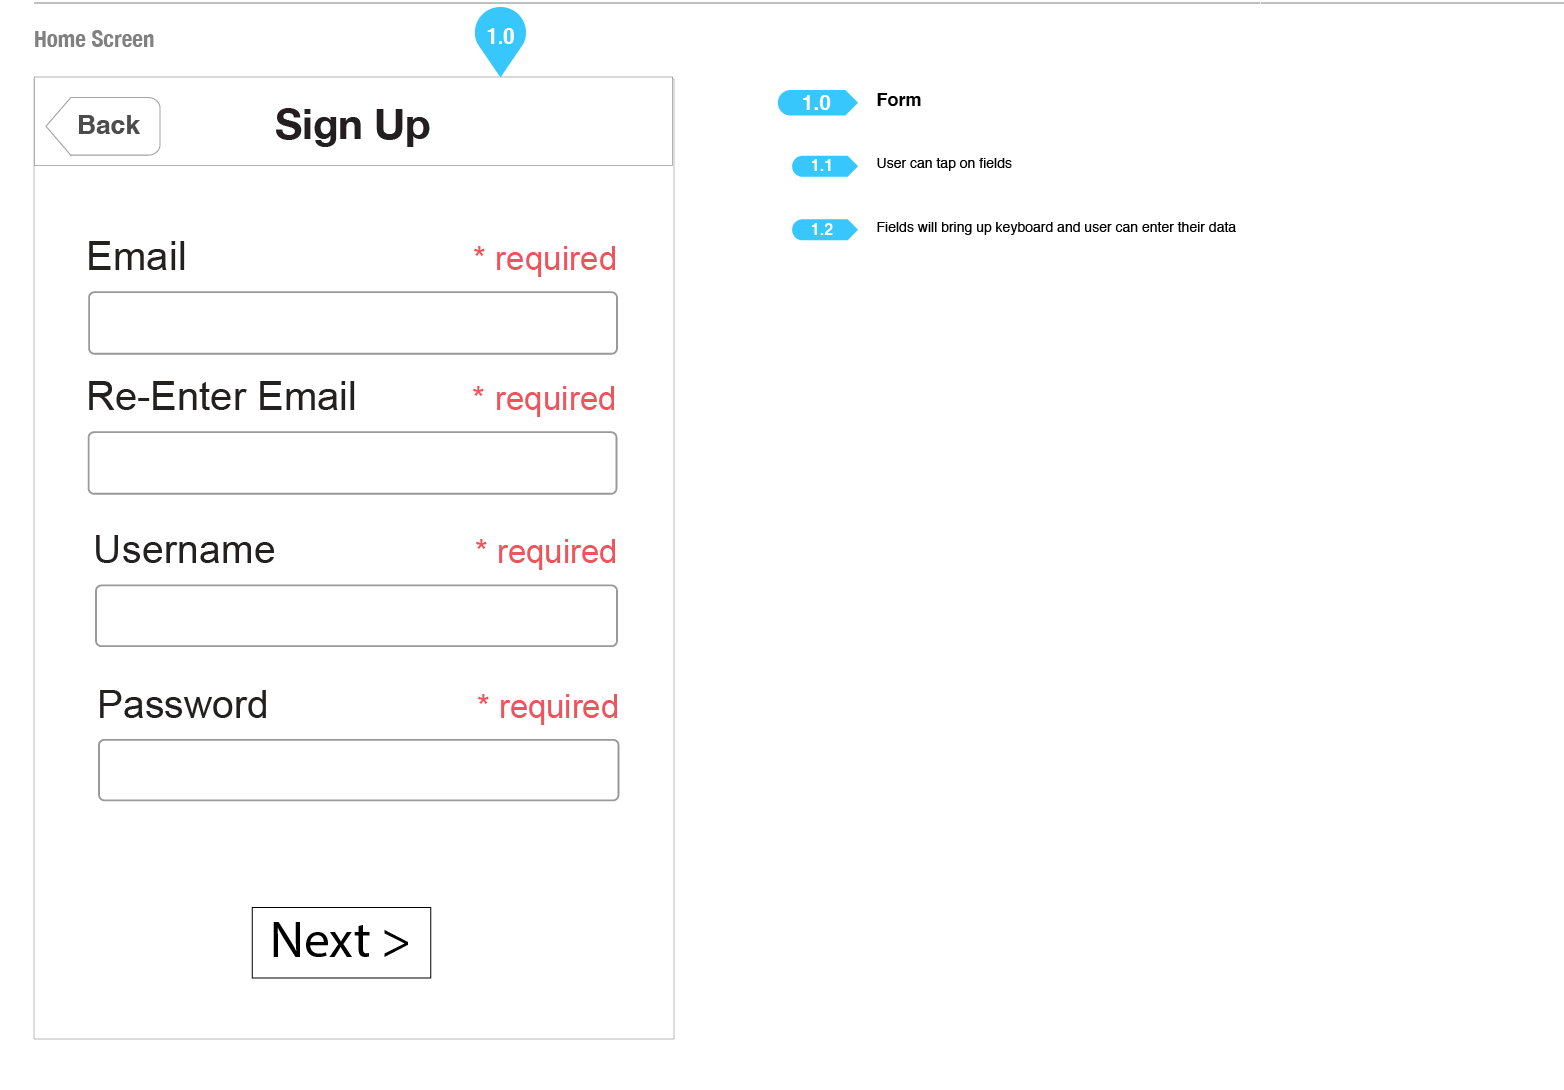 Home Screen
1.0
Back
Sign Up
Email * required
Re-Enter Email * required
Username * required
Password * required
Next >
1.0 Form
1.1 User can tap on fields
1.2 Fields will bring up keyboard and user can enter their data